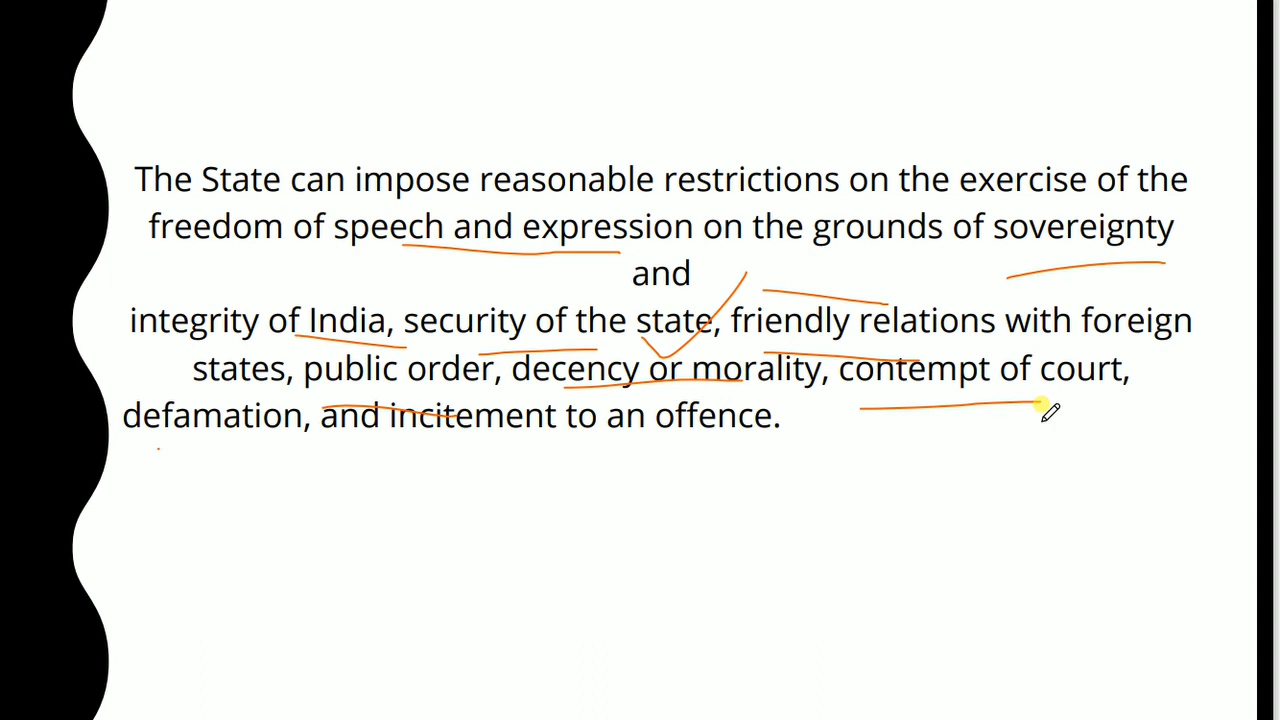 The State can impose reasonable restrictions on the exercise of the
freedom of speech and expression on the grounds of sovereignty
and
integrity of India, security of the state, friendly relations with foreign
states, public order, decency or morality, contempt of court,
defamation, and incitement to an offence.